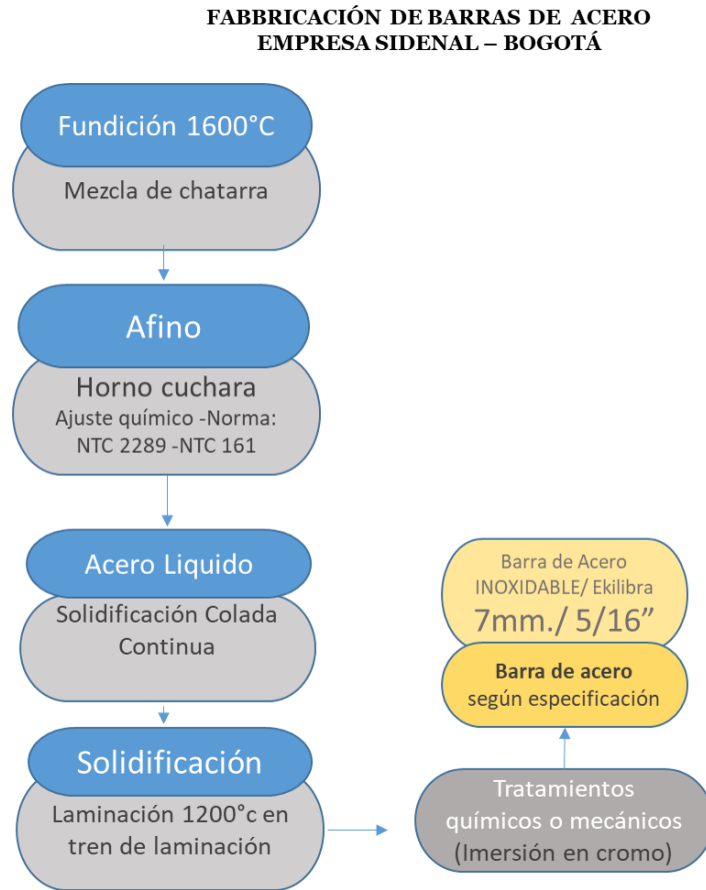 FABBRICACIÓN DE BARRAS DE ACERO
EMPRESA SIDENAL – BOGOTÁ
Fundición 1600°C
Mezcla de chatarra
Afino
Horno cuchara
Ajuste químico -Norma:
NTC 2289 -NTC 161
Acero Liquido
Solidificación Colada
Continua
Solidificación
Laminación 1200°c en
tren de laminación
Tratamientos
químicos o mecánicos
(Imersión en cromo)
Barra de Acero
INOXIDABLE/ Ekilibra
7mm./ 5/16”
Barra de acero
según especificación